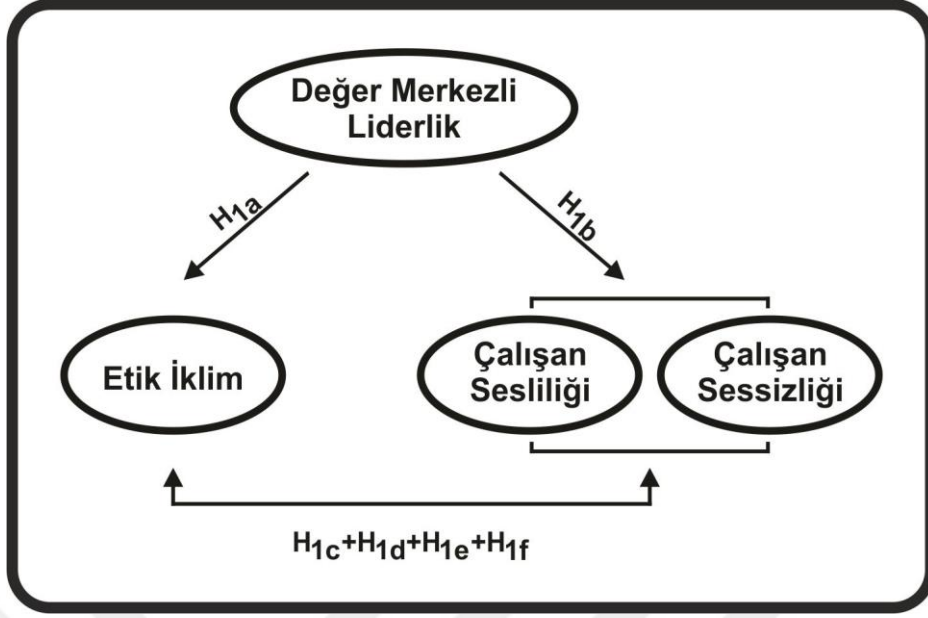 Değer Merkezli
Liderlik
H1a
H1b
Etik İklim
Çalışan
Sesliliği
Çalışan
Sessizliği
H1c+H1d+H1e+H1f